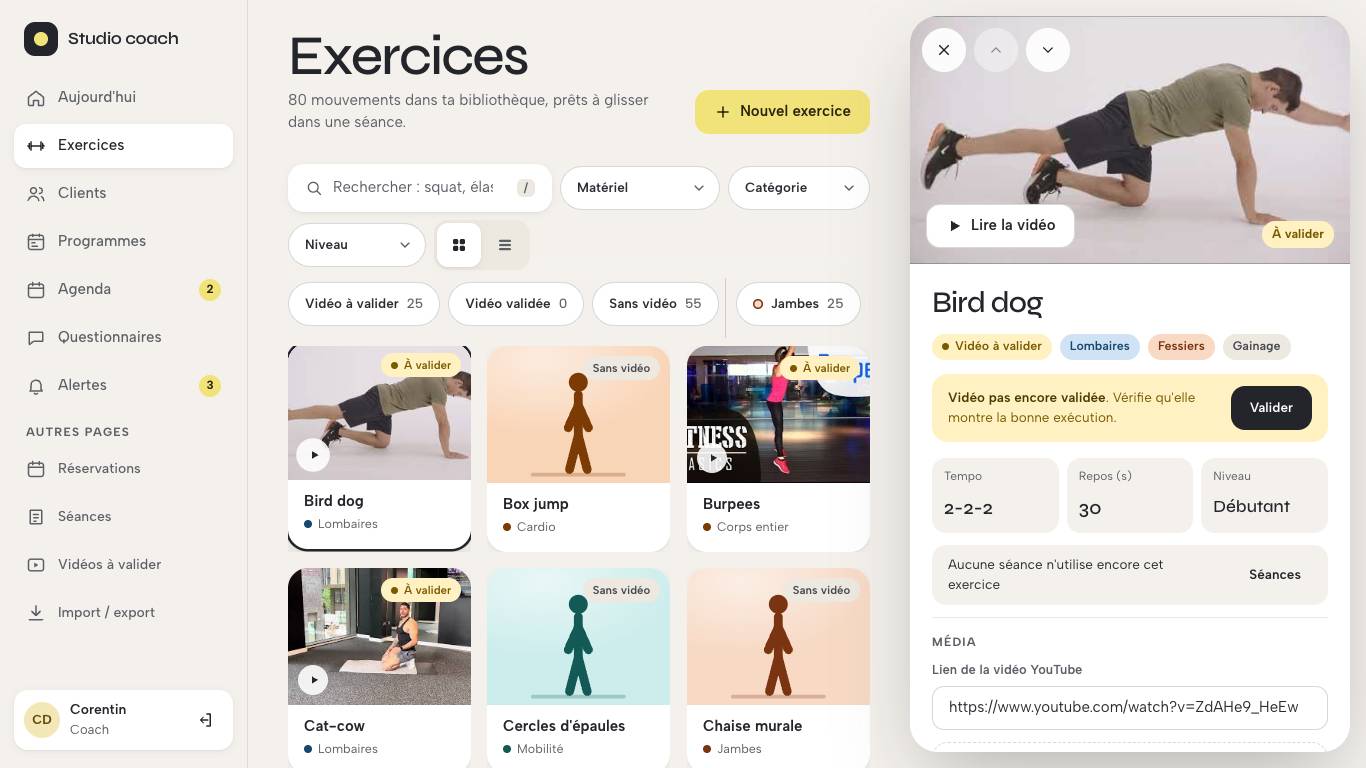 Studio coach
Aujourd'hui
Exercices
Clients
Programmes
Agenda 2
Questionnaires
Alertes 3
AUTRES PAGES
Réservations
Séances
Vidéos à valider
Import / export
CD
Corentin
Coach
Exercices
80 mouvements dans ta bibliothèque, prêts à glisser
dans une séance.
Nouvel exercice
Rechercher : squat, élas /
Matériel
Catégorie
Niveau
Vidéo à valider 25
Vidéo validée 0
Sans vidéo 55
Jambes 25
À valider
Bird dog
Lombaires
Sans vidéo
Box jump
Cardio
À valider
Burpees
Corps entier
À valider
Cat-cow
Lombaires
Sans vidéo
Cercles d'épaules
Mobilité
Sans vidéo
Chaise murale
Jambes
Lire la vidéo
À valider
Bird dog
Vidéo à valider
Lombaires
Fessiers
Gainage
Vidéo pas encore validée. Vérifie qu'elle
montre la bonne exécution.
Valider
Tempo
2-2-2
Repos (s)
30
Niveau
Débutant
Aucune séance n'utilise encore cet
exercice
Séances
MÉDIA
Lien de la vidéo YouTube
https://www.youtube.com/watch?v=ZdAHe9_HeEw